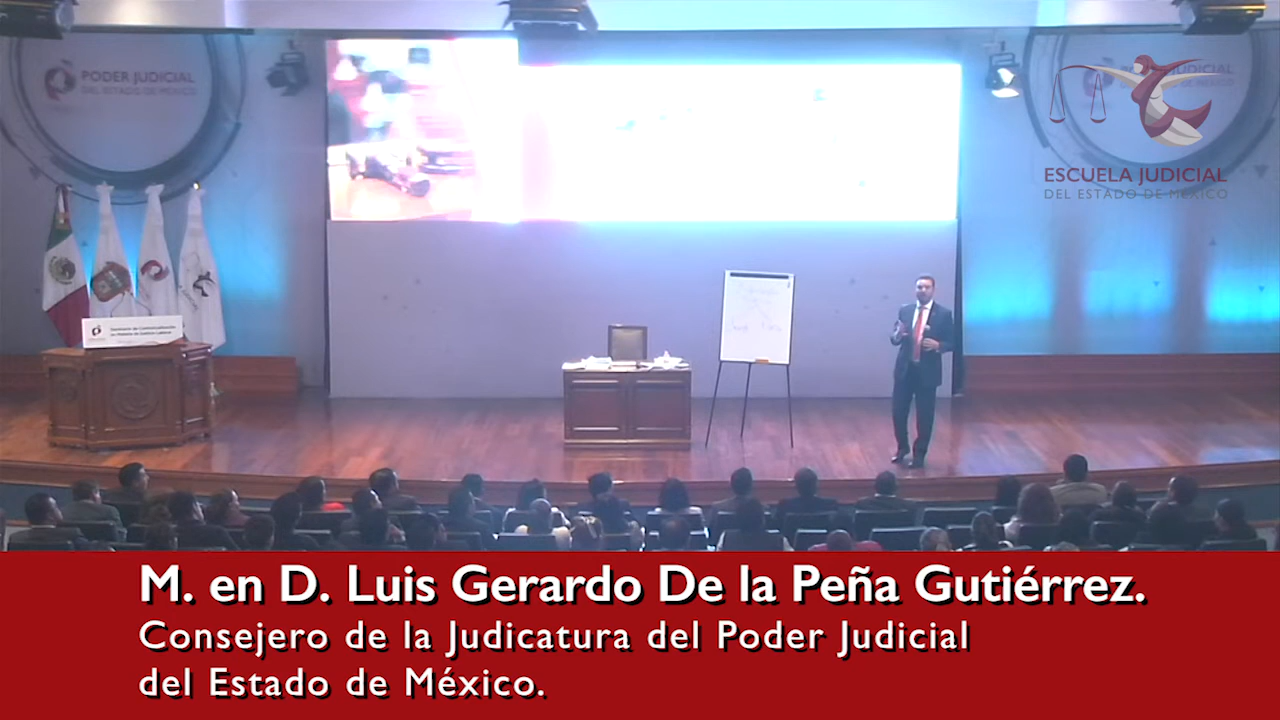 PODER JUDICIAL
DEL ESTADO DE MÉXICO
ESCUELA JUDICIAL
DEL ESTADO DE MÉXICO
M. en D. Luis Gerardo De la Peña Gutiérrez.
Consejero de la Judicatura del Poder Judicial
del Estado de México.